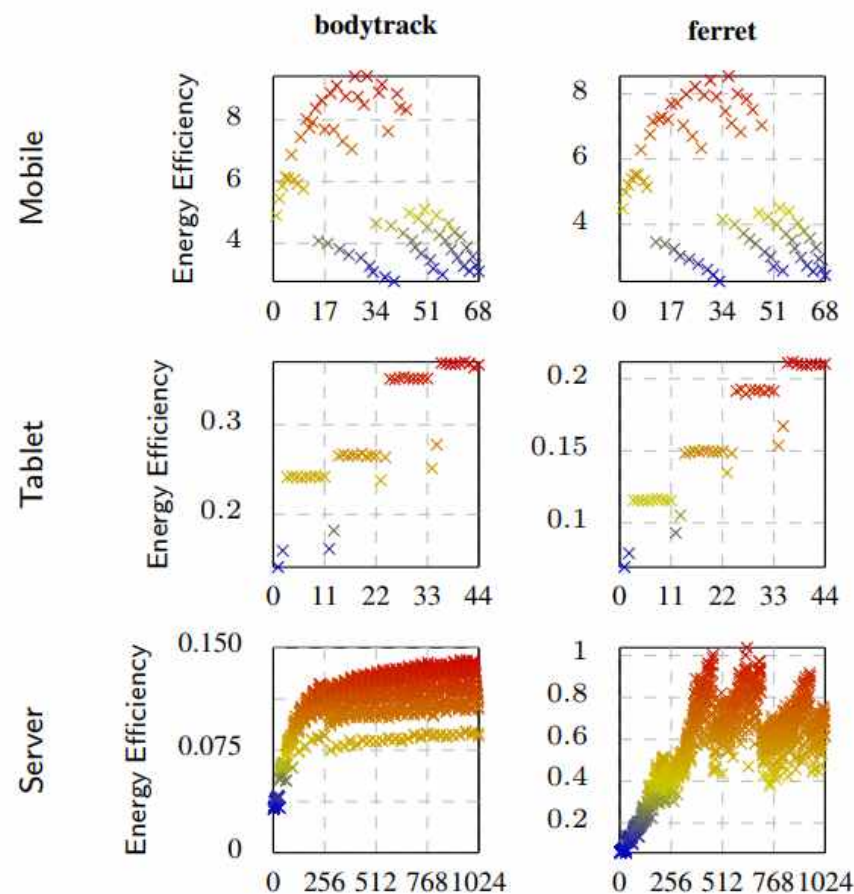 bodytrack
ferret
Mobile
Energy Efficiency
8
6
4
0 17 34 51 68
8
6
4
0 17 34 51 68
Tablet
Energy Efficiency
0.3
0.2
0 11 22 33 44
0.2
0.15
0.1
0 11 22 33 44
Server
Energy Efficiency
0.150
0.075
0
0 256 512 768 1024
1
0.8
0.6
0.4
0.2
0 256 512 768 1024